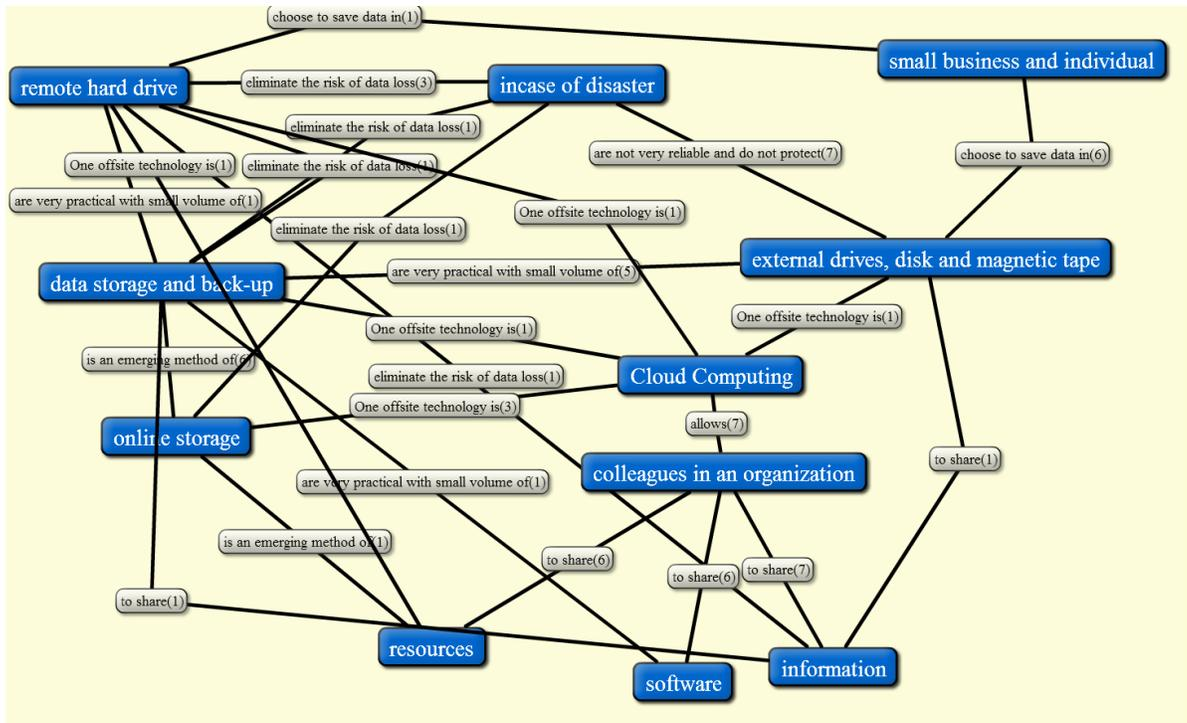 choose to save data in(1)
small business and individual
remote hard drive
eliminate the risk of data loss(3)
incase of disaster
eliminate the risk of data loss(1)
are not very reliable and do not protect(7)
choose to save data in(6)
One offsite technology is(1)
eliminate the risk of data loss(1)
are very practical with small volume of(1)
One offsite technology is(1)
eliminate the risk of data loss(1)
external drives, disk and magnetic tape
are very practical with small volume of(5)
data storage and back-up
One offsite technology is(1)
One offsite technology is(1)
is an emerging method of(6)
eliminate the risk of data loss(1)
Cloud Computing
One offsite technology is(3)
allows(7)
online storage
to share(1)
colleagues in an organization
are very practical with small volume of(1)
is an emerging method of(1)
to share(6)
to share(6)
to share(7)
to share(1)
resources
information
software